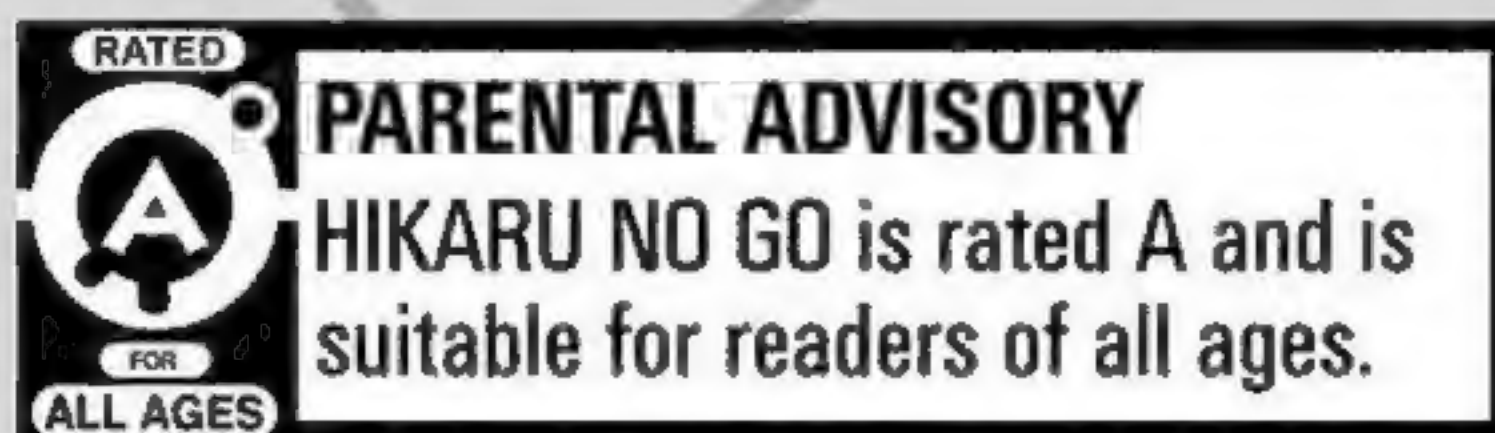 RATED
A
FOR
ALL AGES
PARENTAL ADVISORY
HIKARU NO GO is rated A and is
suitable for readers of all ages.